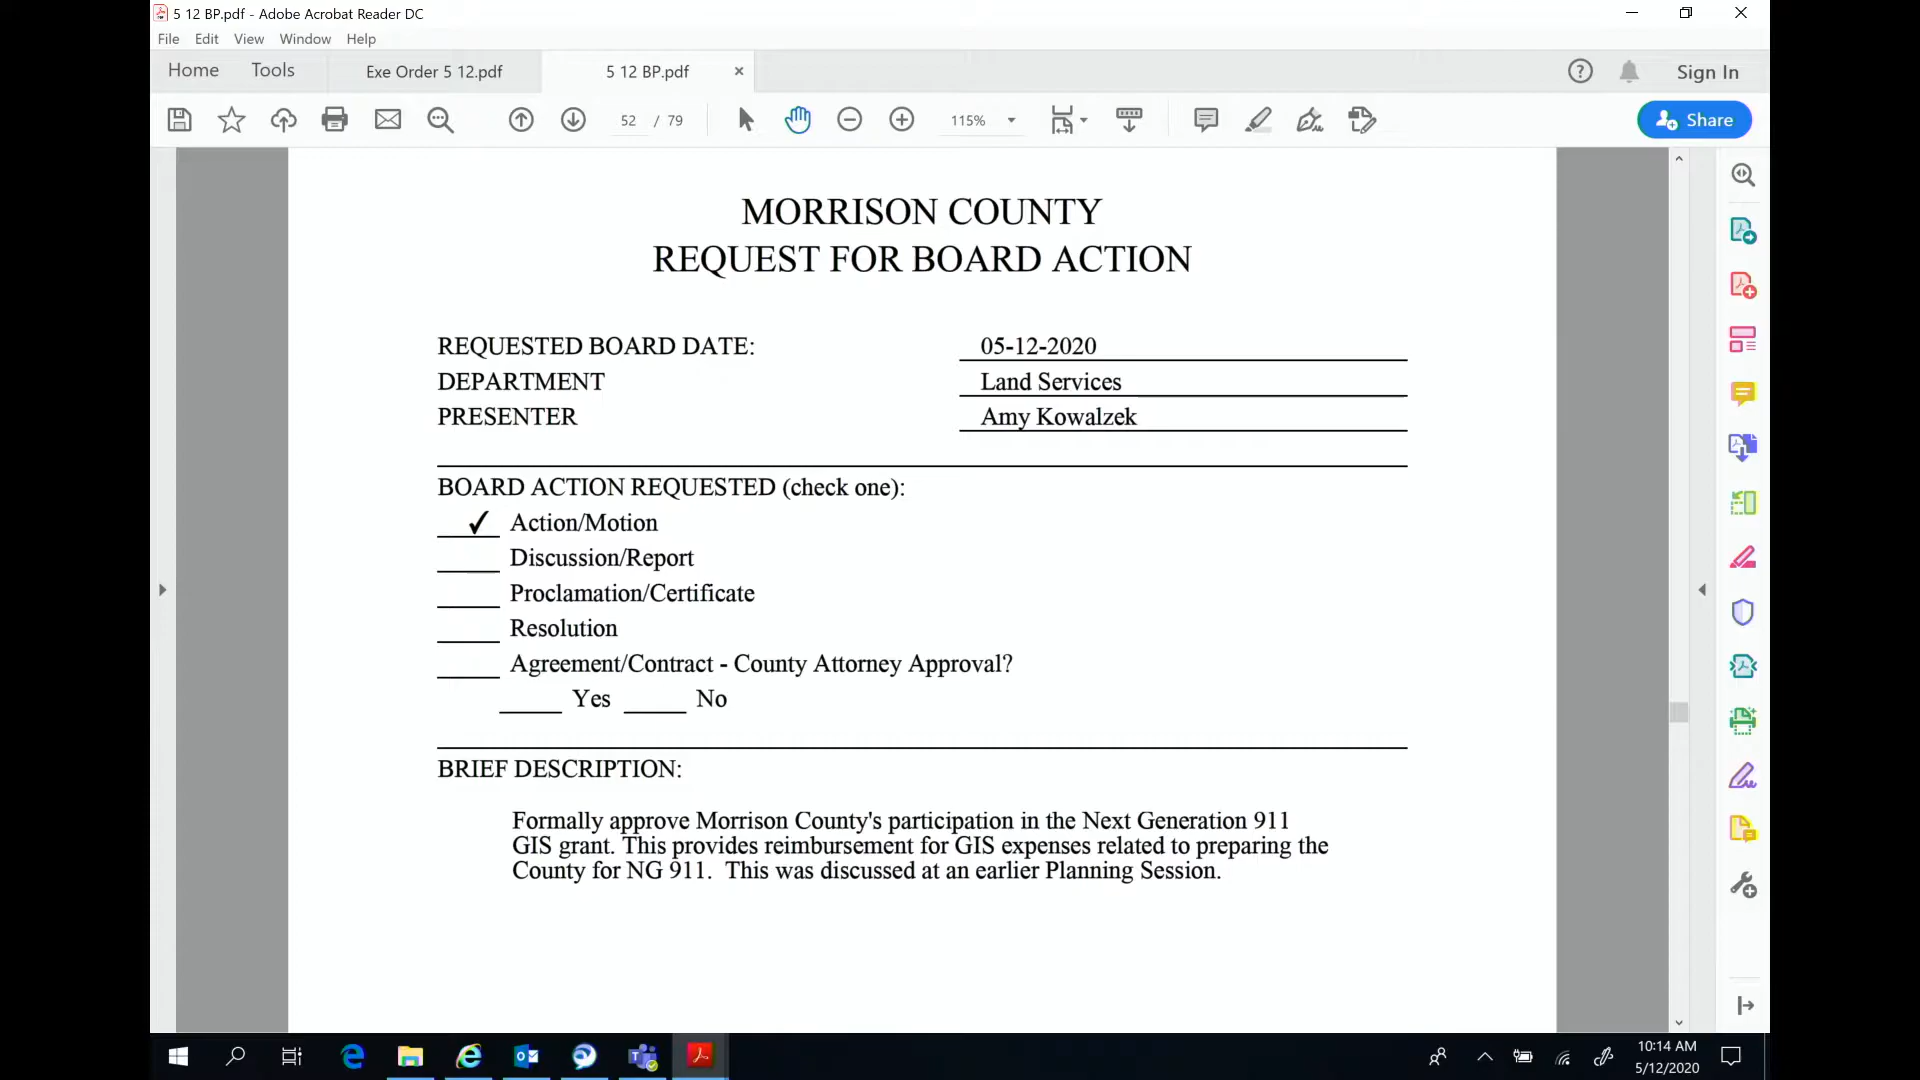 5 12 BP.pdf - Adobe Acrobat Reader DC
File Edit View Window Help
Home Tools Exe Order 5 12.pdf 5 12 BP.pdf
Sign In
52 / 79 115% Share
MORRISON COUNTY
REQUEST FOR BOARD ACTION
REQUESTED BOARD DATE: 05-12-2020
DEPARTMENT Land Services
PRESENTER Amy Kowalzek
BOARD ACTION REQUESTED (check one):
✓ Action/Motion
Discussion/Report
Proclamation/Certificate
Resolution
Agreement/Contract - County Attorney Approval?
Yes No
BRIEF DESCRIPTION:
Formally approve Morrison County's participation in the Next Generation 911
GIS grant. This provides reimbursement for GIS expenses related to preparing the
County for NG 911. This was discussed at an earlier Planning Session.
10:14 AM
5/12/2020